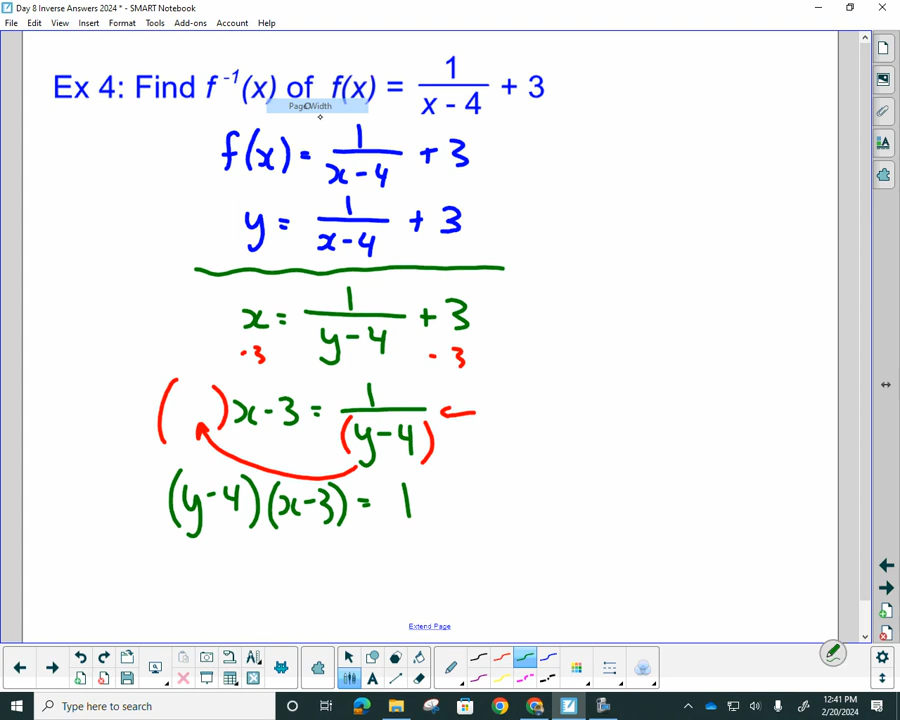 Day 8 Inverse Answers 2024 * - SMART Notebook
File Edit View Insert Format Tools Add-ons Account Help
Ex 4: Find f⁻¹(x) of f(x) = 1/(x - 4) + 3
Page Width
f(x) = 1/(x - 4) + 3
y = 1/(x - 4) + 3
x = 1/(y - 4) + 3
-3 - 3
( ) x - 3 = 1/(y - 4)
(y - 4)(x - 3) = 1
Extend Page
Type here to search
12:41 PM
2/20/2024